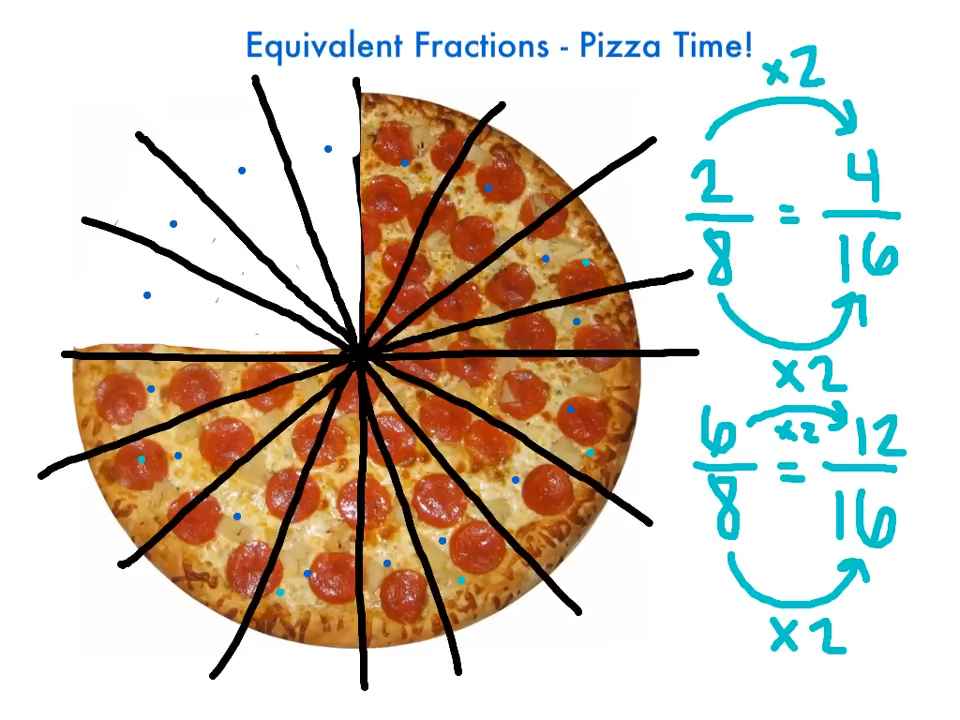 Equivalent Fractions - Pizza Time!
x2
2/8 = 4/16
x2
6/8 = 12/16
x2
x2